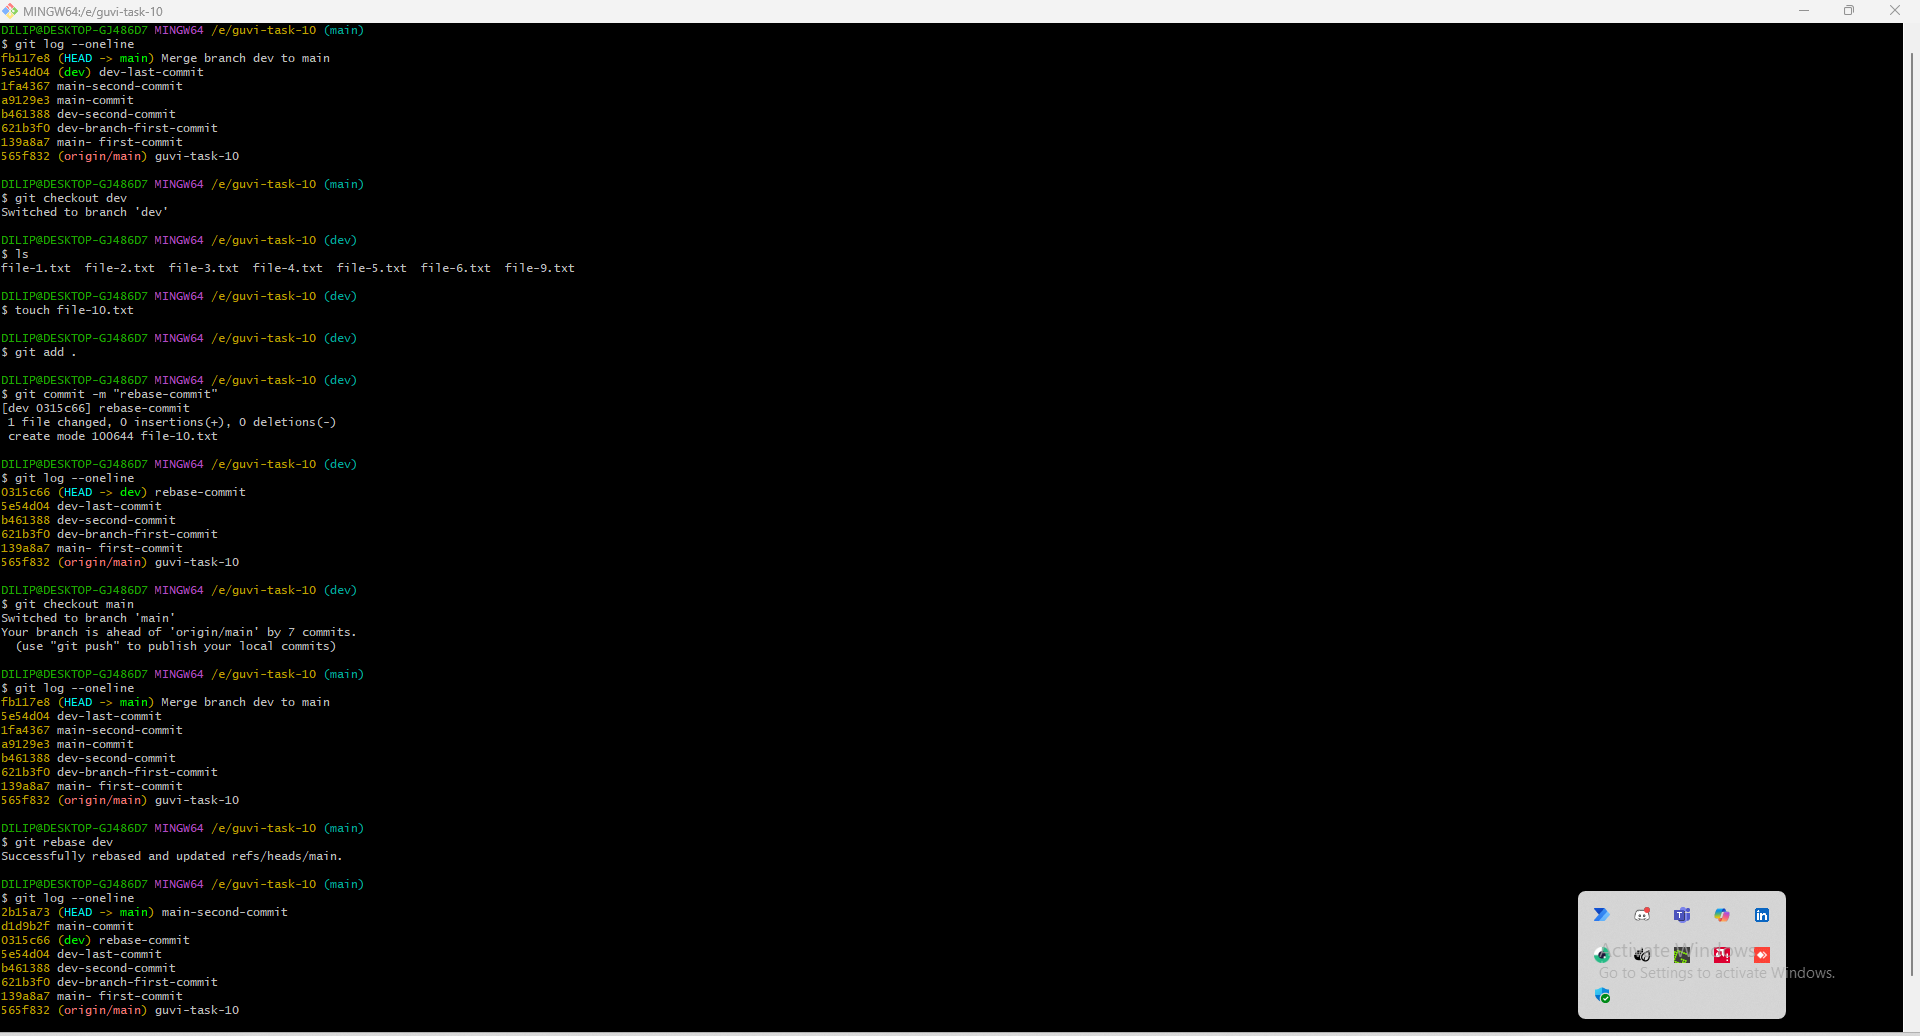 MINGW64:/e/guvi-task-10
DILIP@DESKTOP-GJ486D7 MINGW64 /e/guvi-task-10 (main)
$ git log --oneline
fb117e8 (HEAD -> main) Merge branch dev to main
5e54d04 (dev) dev-last-commit
1fa4367 main-second-commit
a9129e3 main-commit
b461388 dev-second-commit
621b3f0 dev-branch-first-commit
139a8a7 main- first-commit
565f832 (origin/main) guvi-task-10
DILIP@DESKTOP-GJ486D7 MINGW64 /e/guvi-task-10 (main)
$ git checkout dev
Switched to branch 'dev'
DILIP@DESKTOP-GJ486D7 MINGW64 /e/guvi-task-10 (dev)
$ ls
file-1.txt  file-2.txt  file-3.txt  file-4.txt  file-5.txt  file-6.txt  file-9.txt
DILIP@DESKTOP-GJ486D7 MINGW64 /e/guvi-task-10 (dev)
$ touch file-10.txt
DILIP@DESKTOP-GJ486D7 MINGW64 /e/guvi-task-10 (dev)
$ git add .
DILIP@DESKTOP-GJ486D7 MINGW64 /e/guvi-task-10 (dev)
$ git commit -m "rebase-commit"
[dev 0315c66] rebase-commit
 1 file changed, 0 insertions(+), 0 deletions(-)
 create mode 100644 file-10.txt
DILIP@DESKTOP-GJ486D7 MINGW64 /e/guvi-task-10 (dev)
$ git log --oneline
0315c66 (HEAD -> dev) rebase-commit
5e54d04 dev-last-commit
b461388 dev-second-commit
621b3f0 dev-branch-first-commit
139a8a7 main- first-commit
565f832 (origin/main) guvi-task-10
DILIP@DESKTOP-GJ486D7 MINGW64 /e/guvi-task-10 (dev)
$ git checkout main
Switched to branch 'main'
Your branch is ahead of 'origin/main' by 7 commits.
  (use "git push" to publish your local commits)
DILIP@DESKTOP-GJ486D7 MINGW64 /e/guvi-task-10 (main)
$ git log --oneline
fb117e8 (HEAD -> main) Merge branch dev to main
5e54d04 dev-last-commit
1fa4367 main-second-commit
a9129e3 main-commit
b461388 dev-second-commit
621b3f0 dev-branch-first-commit
139a8a7 main- first-commit
565f832 (origin/main) guvi-task-10
DILIP@DESKTOP-GJ486D7 MINGW64 /e/guvi-task-10 (main)
$ git rebase dev
Successfully rebased and updated refs/heads/main.
DILIP@DESKTOP-GJ486D7 MINGW64 /e/guvi-task-10 (main)
$ git log --oneline
2b15a73 (HEAD -> main) main-second-commit
d1d9b2f main-commit
0315c66 (dev) rebase-commit
5e54d04 dev-last-commit
b461388 dev-second-commit
621b3f0 dev-branch-first-commit
139a8a7 main- first-commit
565f832 (origin/main) guvi-task-10
Activate Windows
Go to Settings to activate Windows.